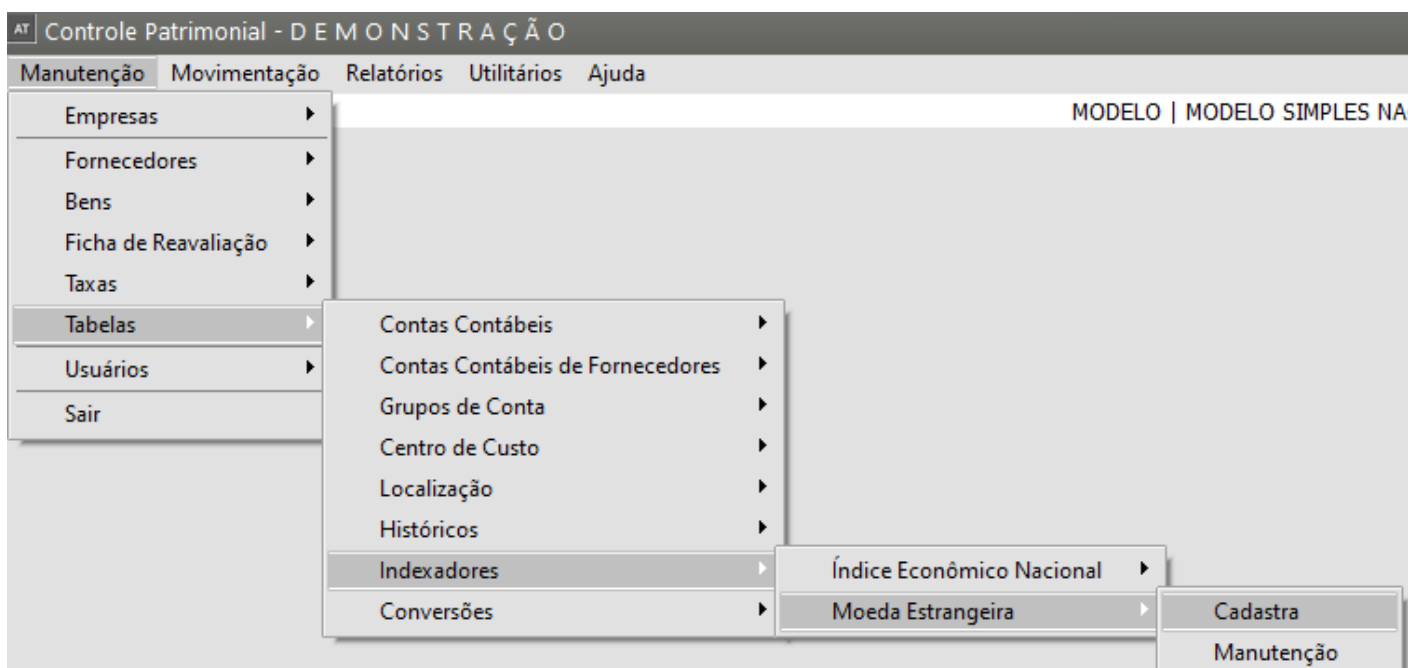 AT Controle Patrimonial - D E M O N S T R A Ç Ã O
Manutenção Movimentação Relatórios Utilitários Ajuda
MODELO | MODELO SIMPLES NA
Empresas
Fornecedores
Bens
Ficha de Reavaliação
Taxas
Tabelas
Usuários
Sair
Contas Contábeis
Contas Contábeis de Fornecedores
Grupos de Conta
Centro de Custo
Localização
Históricos
Indexadores
Conversões
Índice Econômico Nacional
Moeda Estrangeira
Cadastra
Manutenção